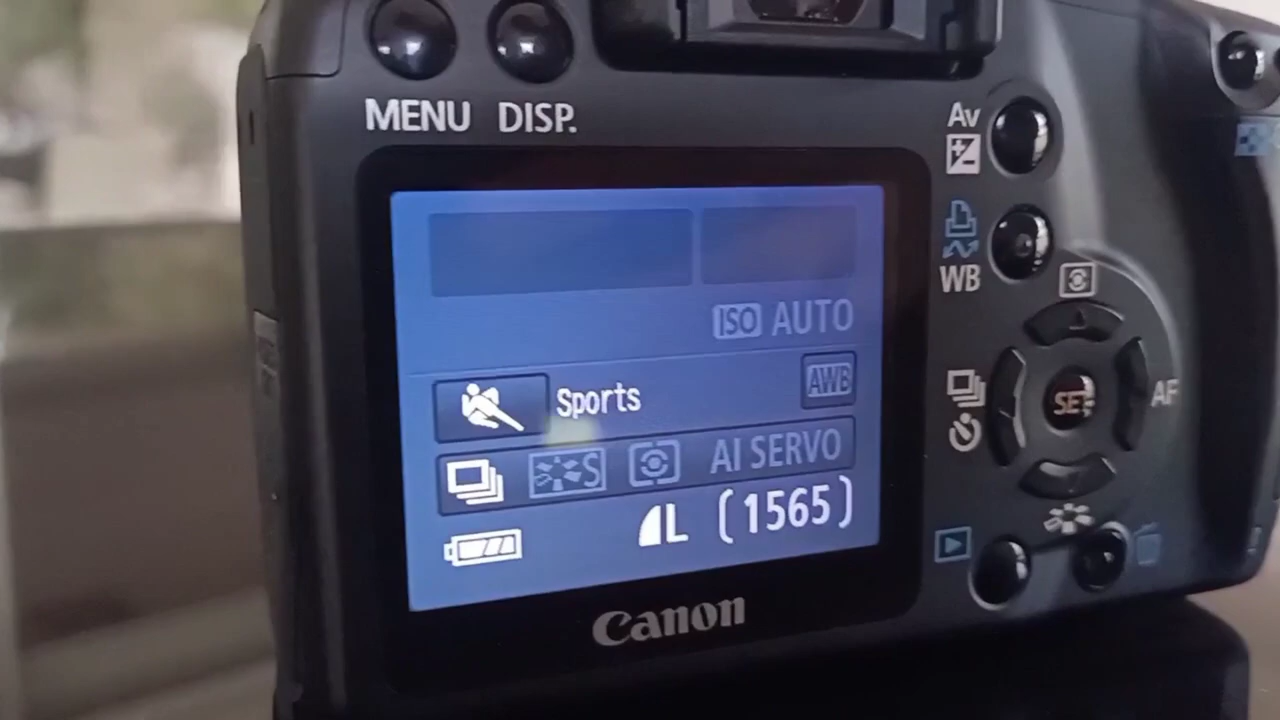 MENU DISP.
Av
WB
ISO AUTO
Sports
AWB
S
AI SERVO
L (1565)
SET
AF
Canon